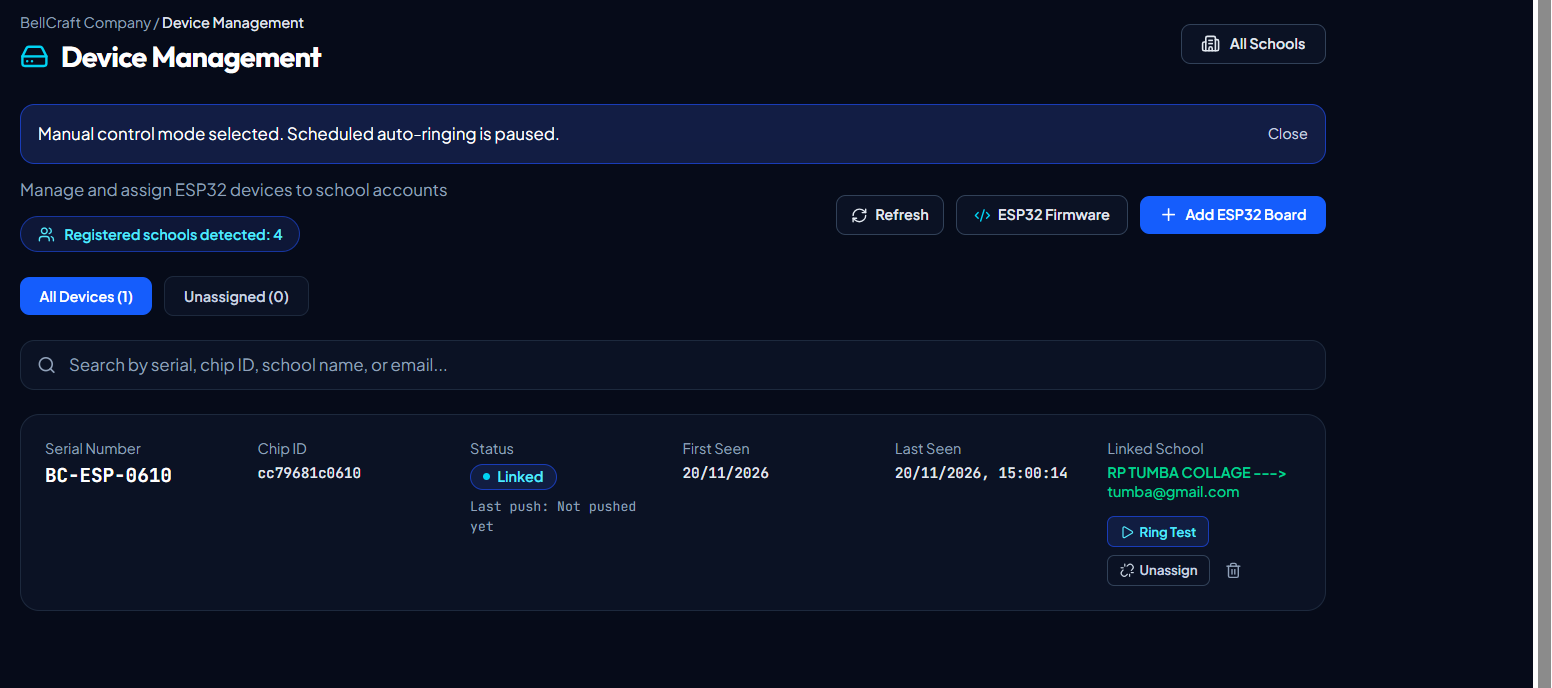 BellCraft Company / Device Management
Device Management
All Schools
Manual control mode selected. Scheduled auto-ringing is paused.
Close
Manage and assign ESP32 devices to school accounts
Registered schools detected: 4
Refresh
ESP32 Firmware
Add ESP32 Board
All Devices (1)
Unassigned (0)
Search by serial, chip ID, school name, or email...
Serial Number
BC-ESP-0610
Chip ID
cc79681c0610
Status
Linked
Last push: Not pushed
yet
First Seen
20/11/2026
Last Seen
20/11/2026, 15:00:14
Linked School
RP TUMBA COLLAGE --->
tumba@gmail.com
Ring Test
Unassign